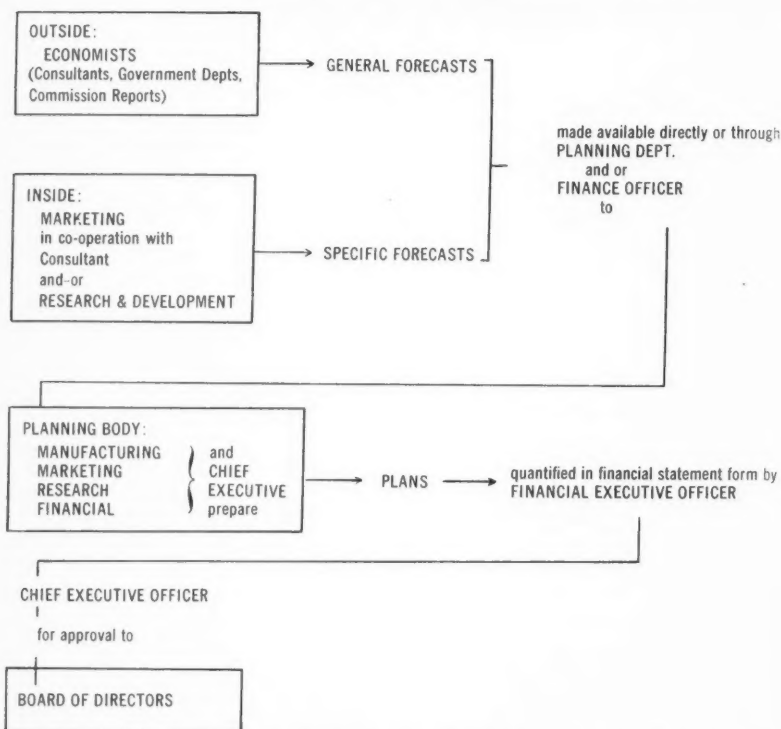 OUTSIDE:
ECONOMISTS
(Consultants, Government Depts,
Commission Reports)
GENERAL FORECASTS
made available directly or through
PLANNING DEPT.
and or
FINANCE OFFICER
to
INSIDE:
MARKETING
in co-operation with
Consultant
and-or
RESEARCH & DEVELOPMENT
SPECIFIC FORECASTS
PLANNING BODY:
MANUFACTURING
MARKETING
RESEARCH
FINANCIAL
and
CHIEF
EXECUTIVE
prepare
PLANS
quantified in financial statement form by
FINANCIAL EXECUTIVE OFFICER
CHIEF EXECUTIVE OFFICER
for approval to
BOARD OF DIRECTORS